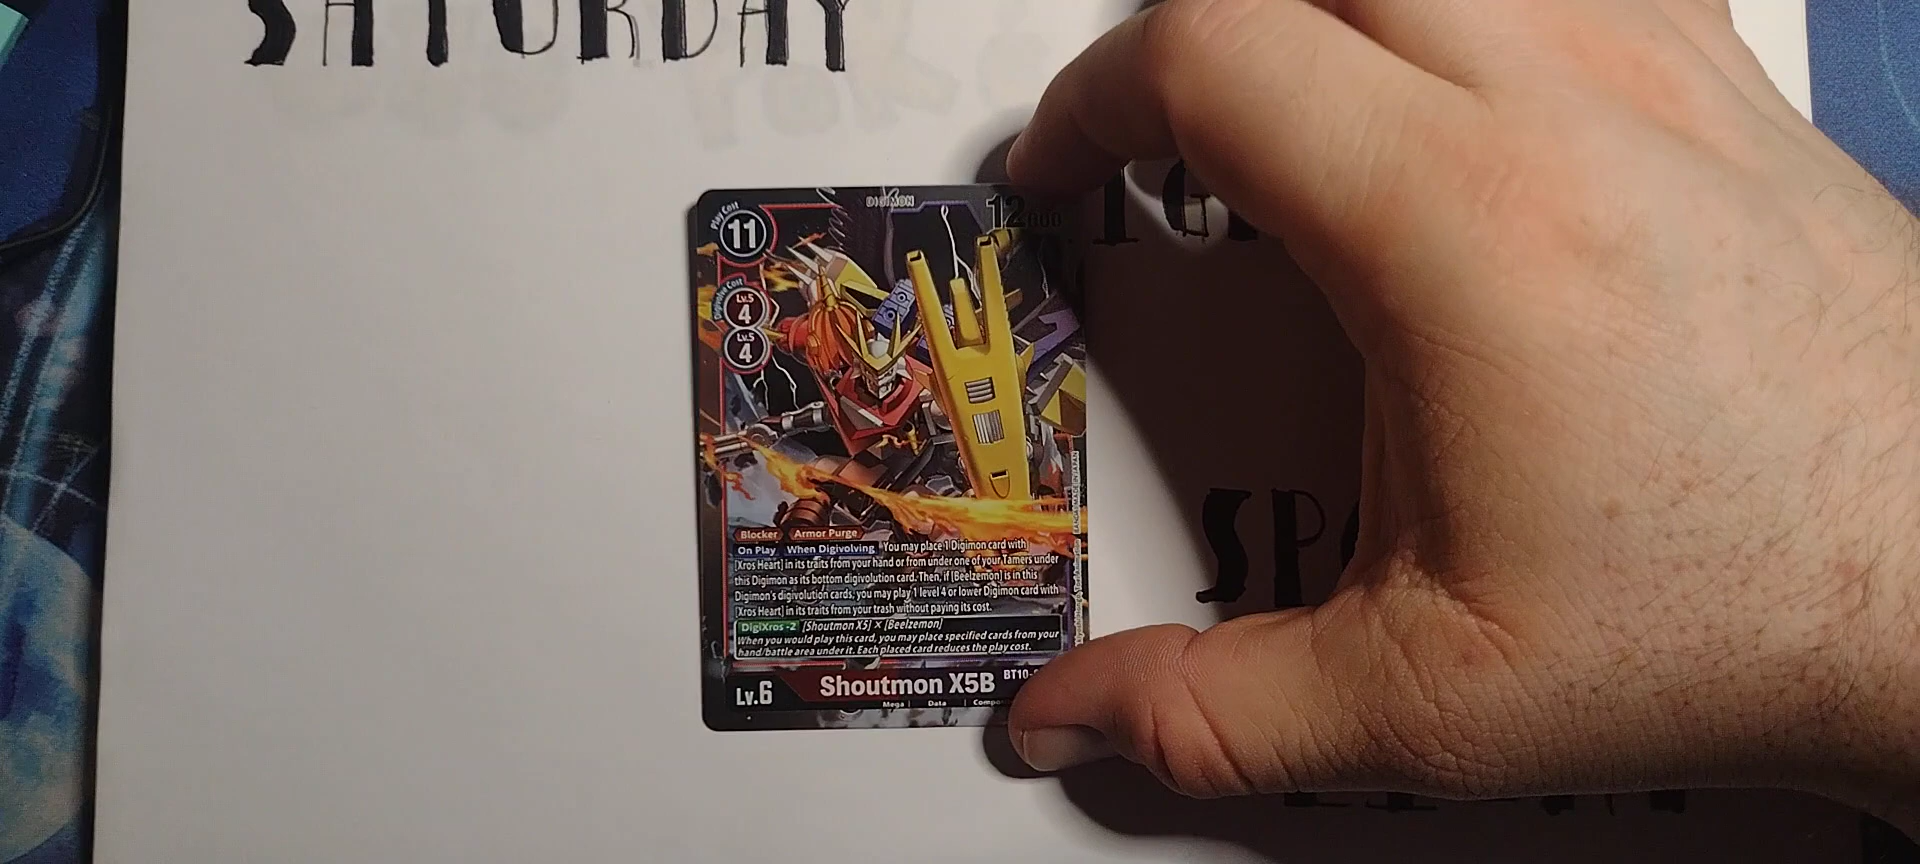 SATURDAY
DIGIMON
Play Cost
11
12000
Digivolve Cost
Lv.5
4
Lv.5
4
Blocker Armor Purge
On Play When Digivolving You may place 1 Digimon card with
[Xros Heart] in its traits from your hand or from under one of your Tamers under
this Digimon as its bottom digivolution card. Then, if [Beelzemon] is in this
Digimon's digivolution cards, you may play 1 level 4 or lower Digimon card with
[Xros Heart] in its traits from your trash without paying its cost.
DigiXros -2 [Shoutmon X5] × [Beelzemon]
When you would play this card, you may place specified cards from your
hand/battle area under it. Each placed card reduces the play cost.
Lv.6 Shoutmon X5B BT10-
Mega | Data |
SP